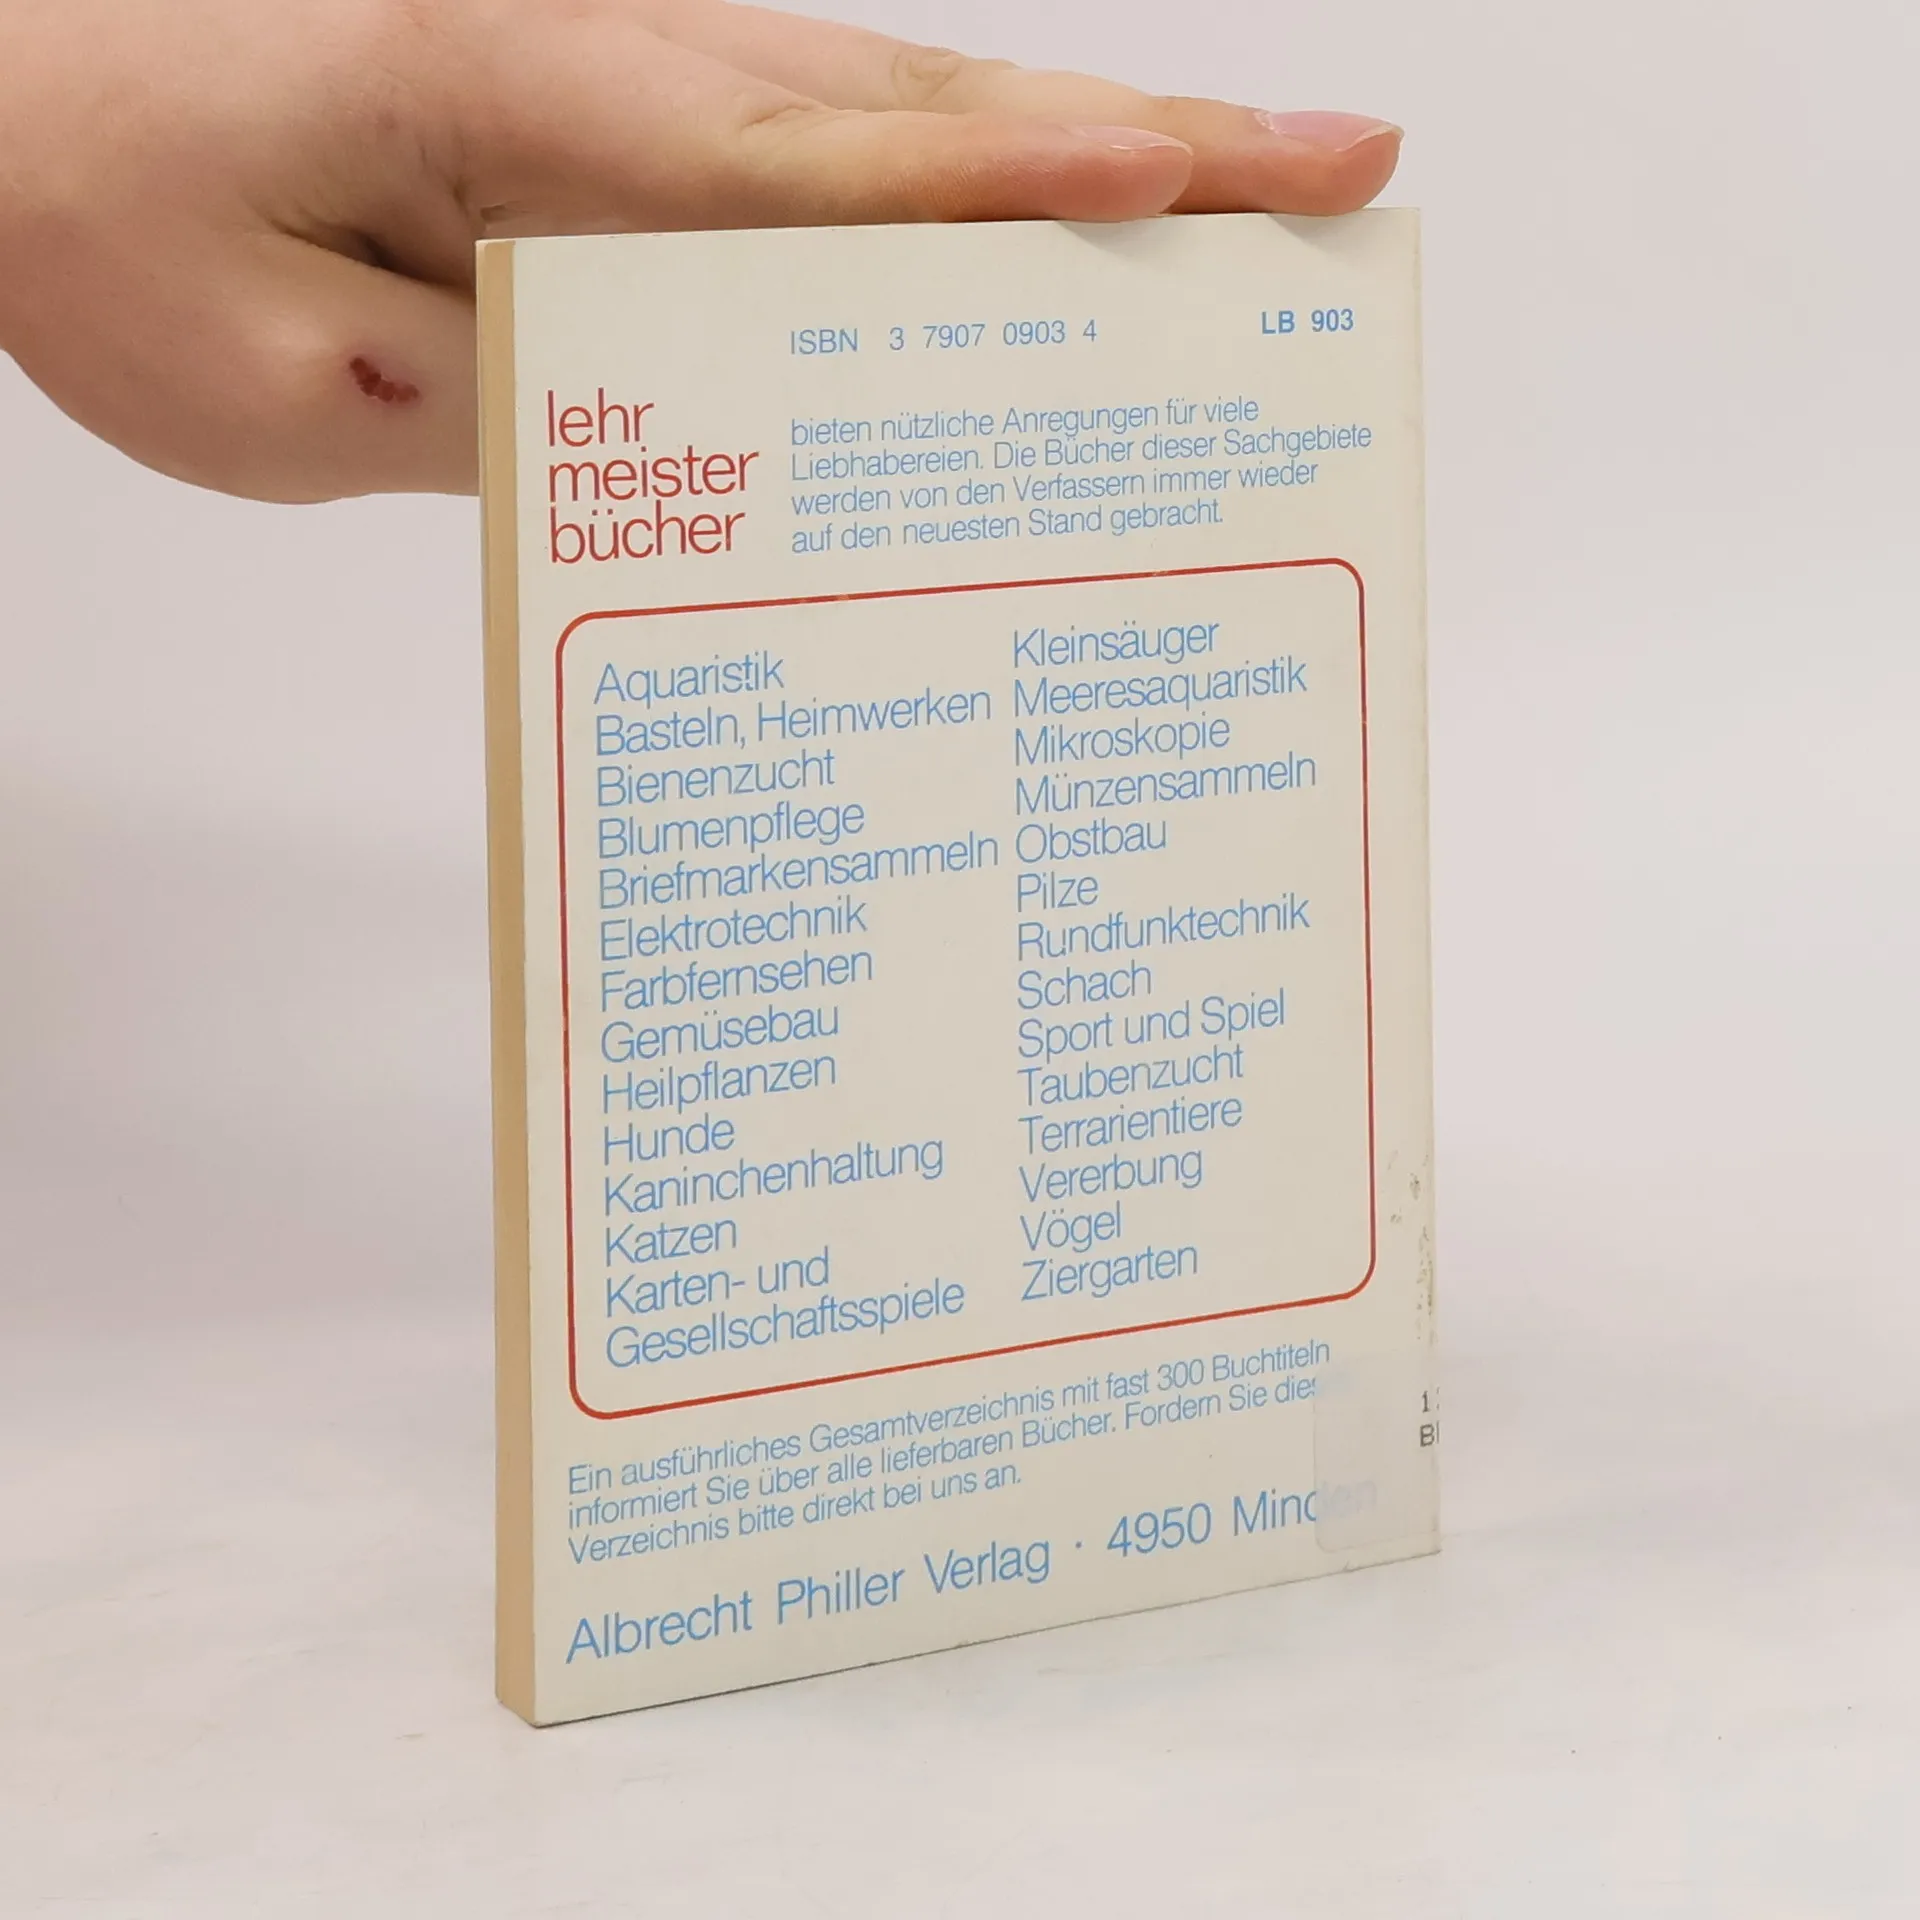 ISBN 3 7907 0903 4
LB 903
lehr
meister
bücher
bieten nützliche Anregungen für viele
Liebhabereien. Die Bücher dieser Sachgebiete
werden von den Verfassern immer wieder
auf den neuesten Stand gebracht.
Aquaristik
Basteln, Heimwerken
Bienenzucht
Blumenpflege
Briefmarkensammeln
Elektrotechnik
Farbfernsehen
Gemüsebau
Heilpflanzen
Hunde
Kaninchenhaltung
Katzen
Karten- und
Gesellschaftsspiele
Kleinsäuger
Meeresaquaristik
Mikroskopie
Münzensammeln
Obstbau
Pilze
Rundfunktechnik
Schach
Sport und Spiel
Taubenzucht
Terrarientiere
Vererbung
Vögel
Ziergarten
Ein ausführliches Gesamtverzeichnis mit fast 300 Buchtiteln
informiert Sie über alle lieferbaren Bücher. Fordern Sie
Verzeichnis bitte direkt bei uns an.
Albrecht Philler Verlag · 4950 Minden